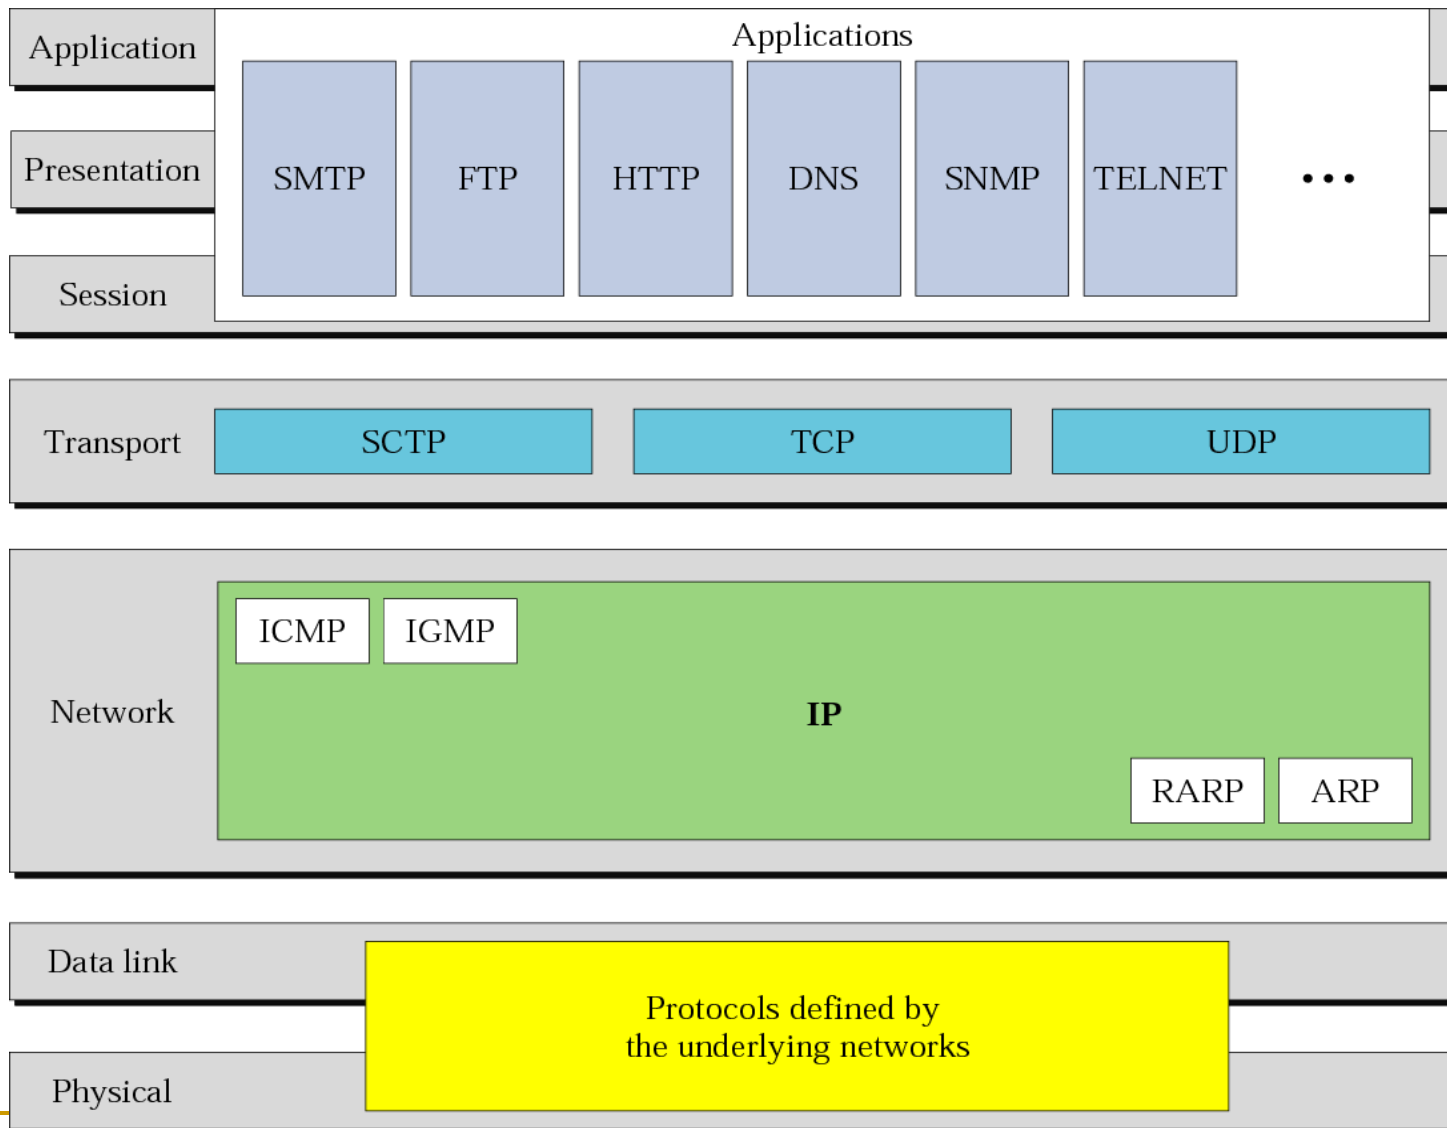 Application
Applications
Presentation
SMTP
FTP
HTTP
DNS
SNMP
TELNET
...
Session
Transport
SCTP
TCP
UDP
Network
ICMP
IGMP
IP
RARP
ARP
Data link
Protocols defined by
the underlying networks
Physical